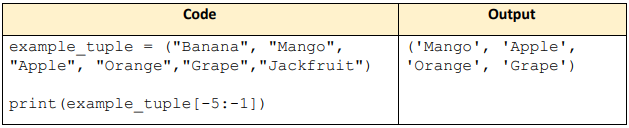 Code
Output
example_tuple = ("Banana", "Mango",
"Apple", "Orange","Grape","Jackfruit")
print(example_tuple[-5:-1])
('Mango', 'Apple',
'Orange', 'Grape')